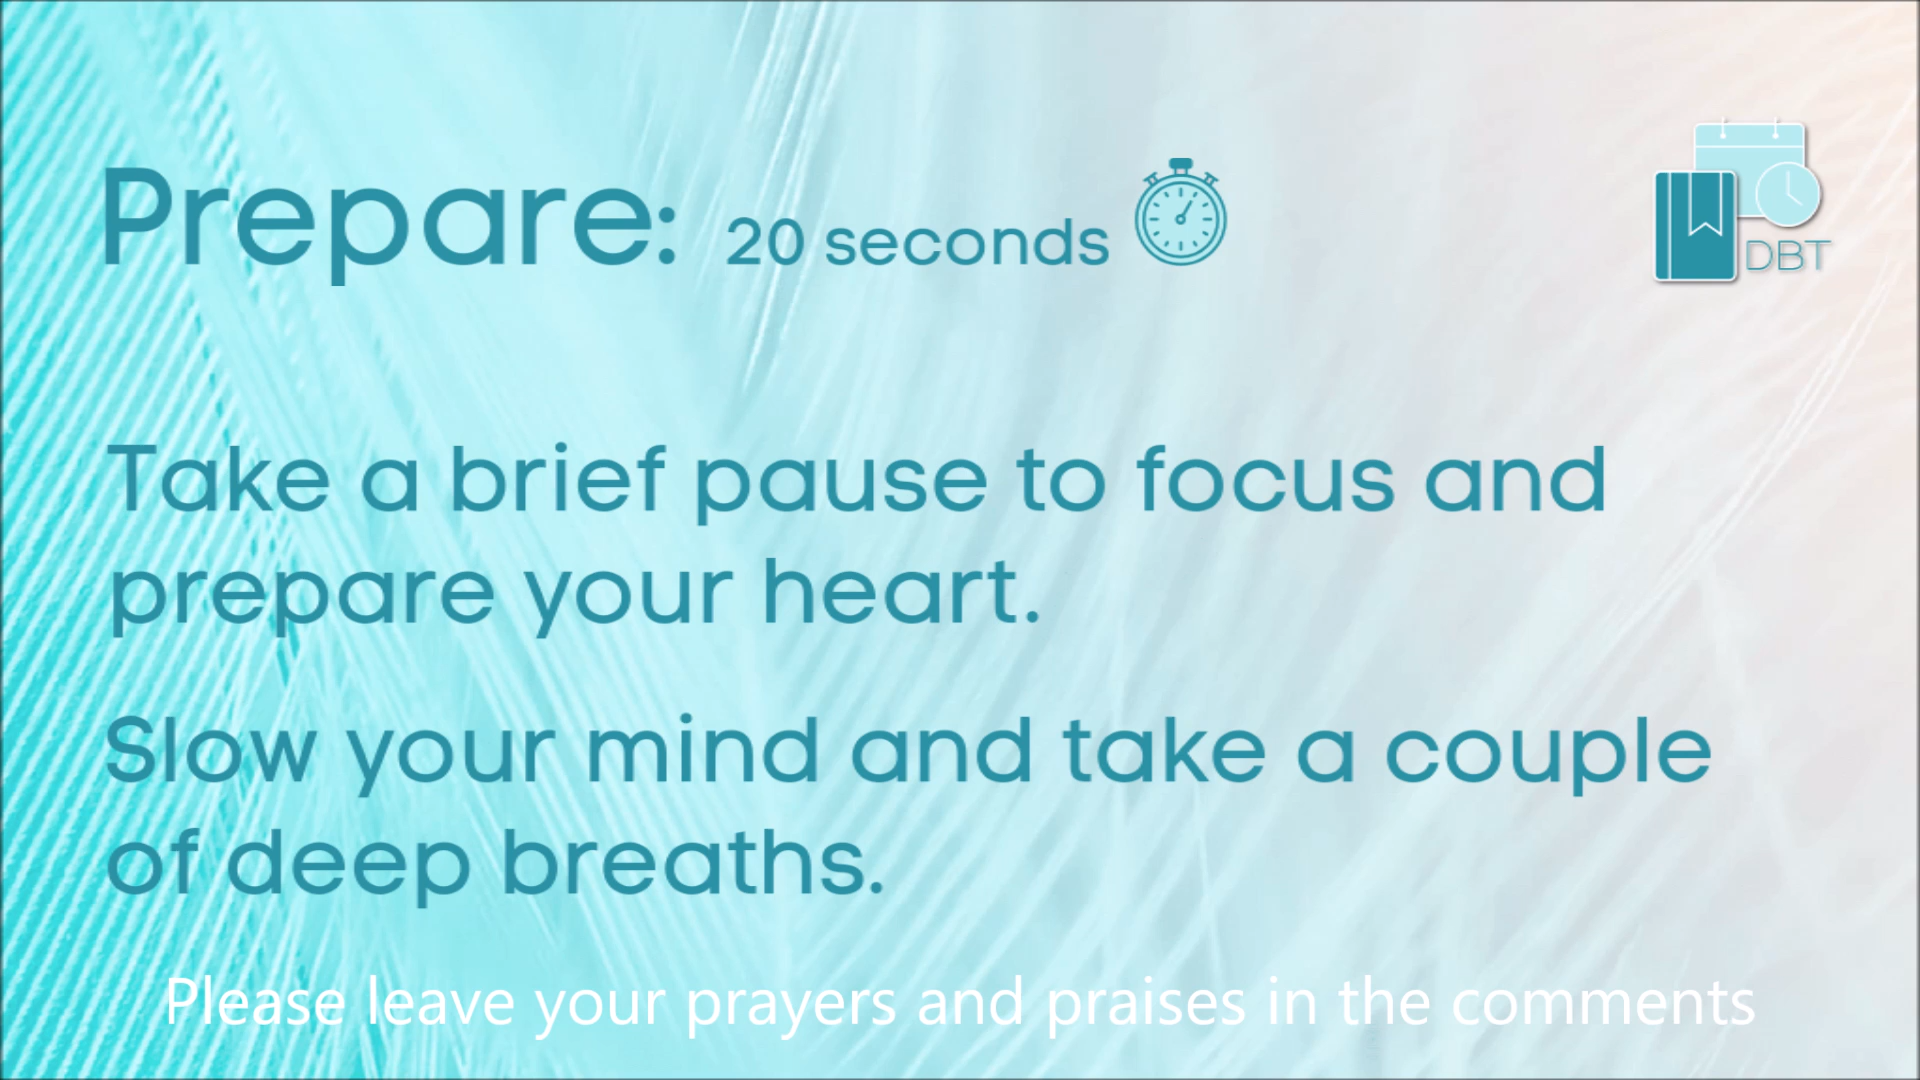 Prepare: 20 seconds
DBT
Take a brief pause to focus and
prepare your heart.
Slow your mind and take a couple
of deep breaths.
Please leave your prayers and praises in the comments